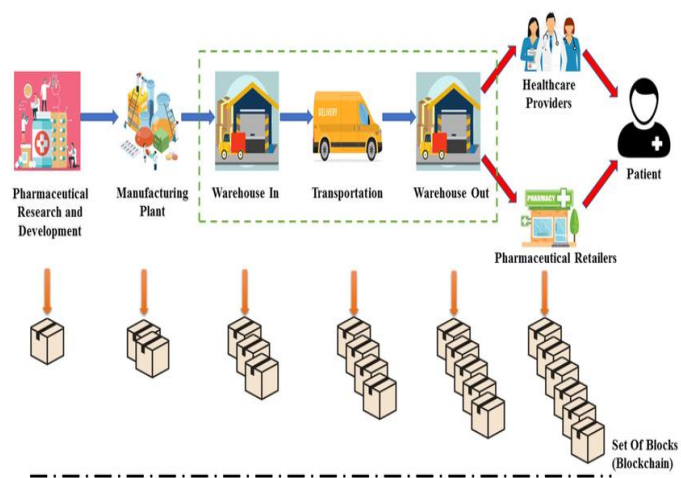 Healthcare
Providers
DELIVERY
Pharmaceutical
Research and
Development
Manufacturing
Plant
Warehouse In
Transportation
Warehouse Out
Patient
PHARMACY
Pharmaceutical Retailers
Set Of Blocks
(Blockchain)